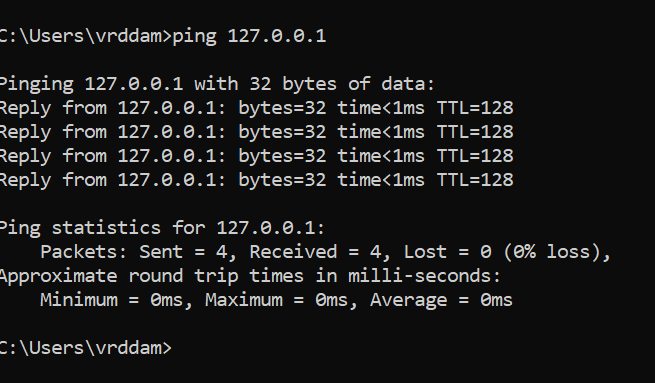 C:\Users\vrddam>ping 127.0.0.1
Pinging 127.0.0.1 with 32 bytes of data:
Reply from 127.0.0.1: bytes=32 time<1ms TTL=128
Reply from 127.0.0.1: bytes=32 time<1ms TTL=128
Reply from 127.0.0.1: bytes=32 time<1ms TTL=128
Reply from 127.0.0.1: bytes=32 time<1ms TTL=128
Ping statistics for 127.0.0.1:
Packets: Sent = 4, Received = 4, Lost = 0 (0% loss),
Approximate round trip times in milli-seconds:
Minimum = 0ms, Maximum = 0ms, Average = 0ms
C:\Users\vrddam>